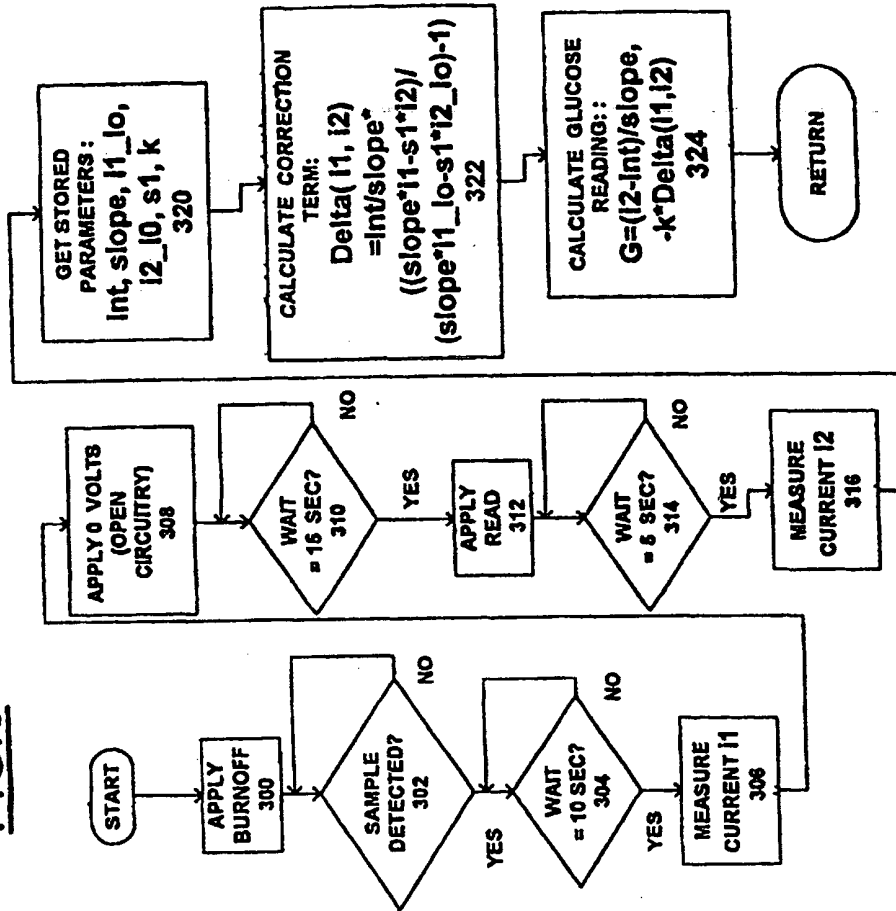 START
APPLY
BURNOFF
300
SAMPLE
DETECTED?
302
NO
YES
WAIT
= 10 SEC?
304
NO
YES
MEASURE
CURRENT I1
306
APPLY 0 VOLTS
(OPEN
CIRCUITRY)
308
WAIT
= 15 SEC?
310
NO
YES
APPLY
READ
312
WAIT
= 5 SEC?
314
NO
YES
MEASURE
CURRENT I2
316
GET STORED
PARAMETERS:
Int, slope, I1_lo,
I2_l0, s1, k
320
CALCULATE CORRECTION
TERM:
Delta( I1, I2)
=Int/slope*
((slope*I1-s1*I2)/
(slope*I1_lo-s1*I2_lo)-1)
322
CALCULATE GLUCOSE
READING: :
G=(I2-Int)/slope,
-k*Delta(I1,I2)
324
RETURN